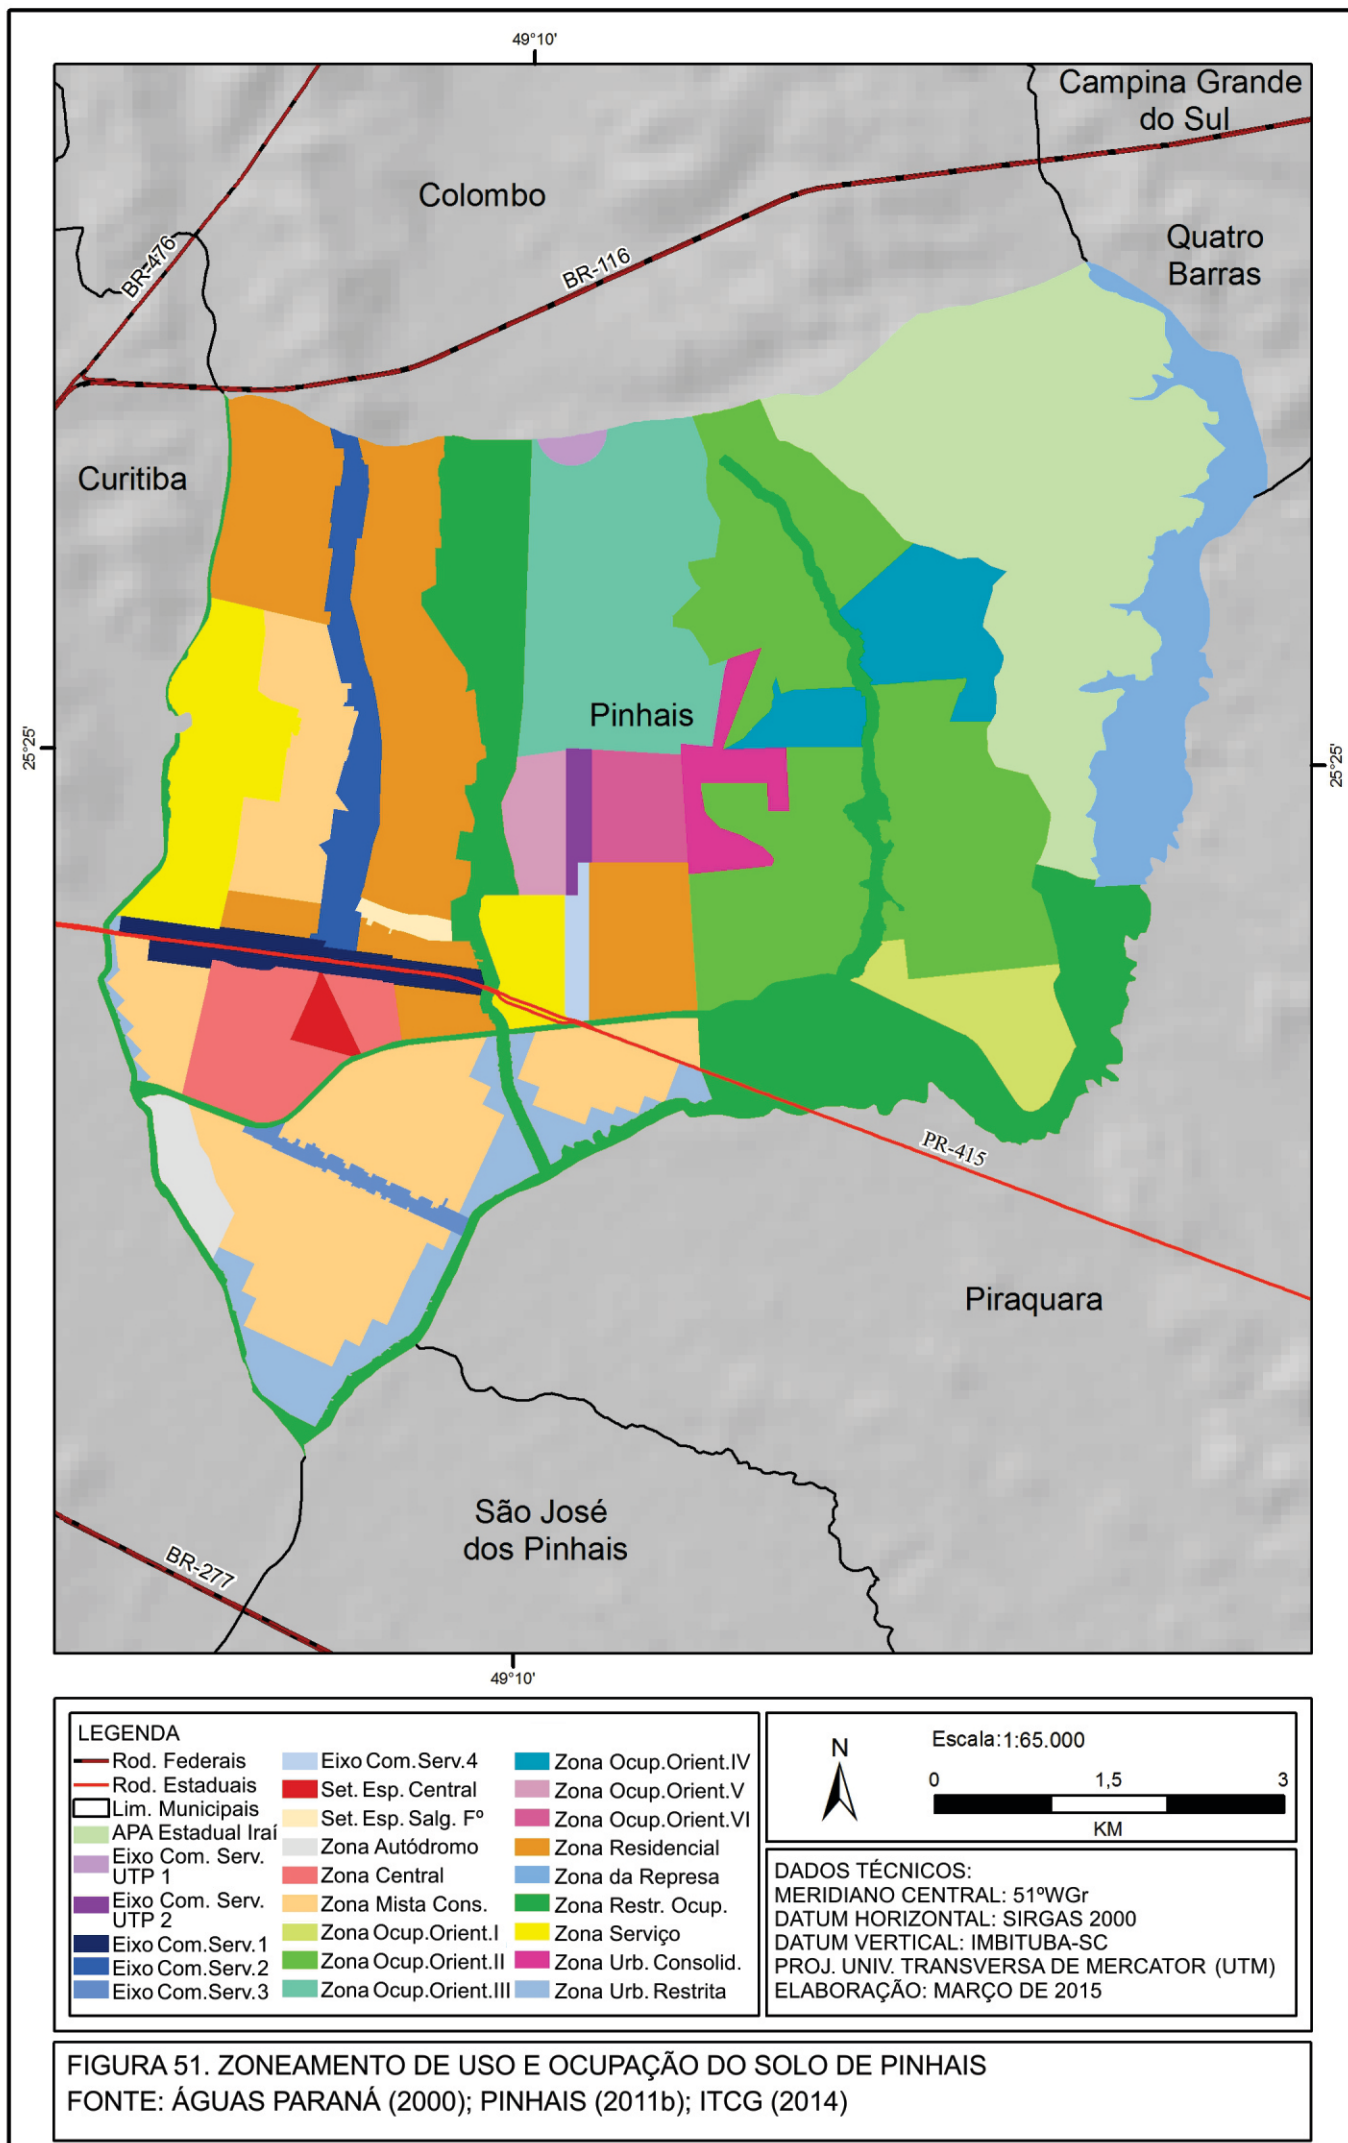 49°10'
Campina Grande
do Sul
Colombo
BR-476
BR-116
Quatro
Barras
Curitiba
Pinhais
25°25'
25°25'
PR-415
Piraquara
São José
dos Pinhais
BR-277
49°10'
LEGENDA
Rod. Federais
Rod. Estaduais
Lim. Municipais
APA Estadual Iraí
Eixo Com. Serv.
UTP 1
Eixo Com. Serv.
UTP 2
Eixo Com.Serv.1
Eixo Com.Serv.2
Eixo Com.Serv.3
Eixo Com.Serv.4
Set. Esp. Central
Set. Esp. Salg. Fº
Zona Autódromo
Zona Central
Zona Mista Cons.
Zona Ocup.Orient.I
Zona Ocup.Orient.II
Zona Ocup.Orient.III
Zona Ocup.Orient.IV
Zona Ocup.Orient.V
Zona Ocup.Orient.VI
Zona Residencial
Zona da Represa
Zona Restr. Ocup.
Zona Serviço
Zona Urb. Consolid.
Zona Urb. Restrita
N
Escala:1:65.000
0 1,5 3
KM
DADOS TÉCNICOS:
MERIDIANO CENTRAL: 51ºWGr
DATUM HORIZONTAL: SIRGAS 2000
DATUM VERTICAL: IMBITUBA-SC
PROJ. UNIV. TRANSVERSA DE MERCATOR (UTM)
ELABORAÇÃO: MARÇO DE 2015
FIGURA 51. ZONEAMENTO DE USO E OCUPAÇÃO DO SOLO DE PINHAIS
FONTE: ÁGUAS PARANÁ (2000); PINHAIS (2011b); ITCG (2014)